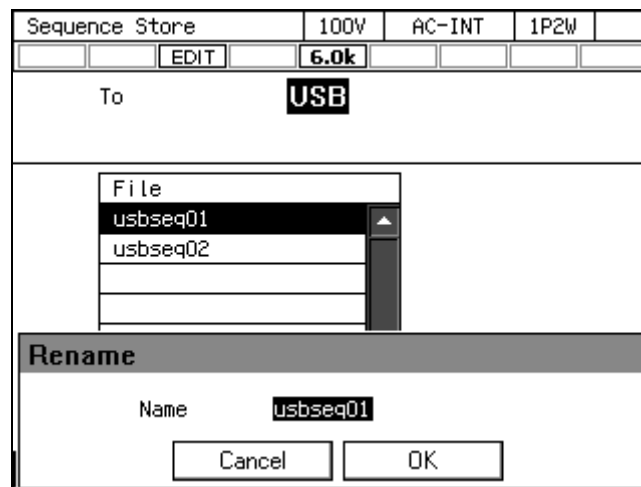 Sequence Store 100V AC-INT 1P2W
EDIT 6.0k
To USB
File
usbseq01
usbseq02
Rename
Name usbseq01
Cancel OK